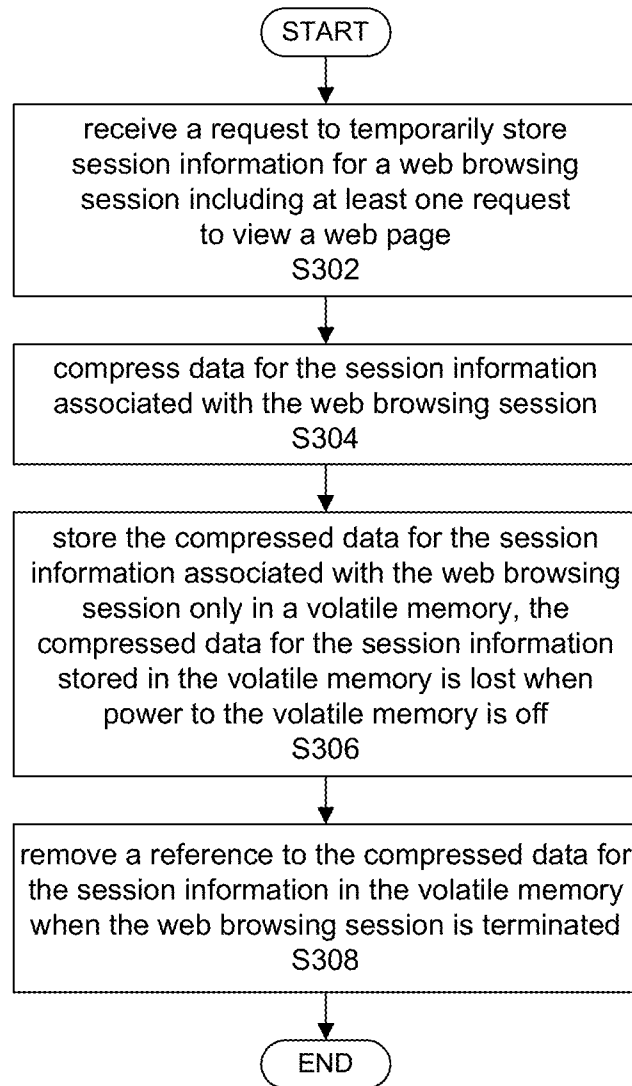 START
receive a request to temporarily store
session information for a web browsing
session including at least one request
to view a web page
S302
compress data for the session information
associated with the web browsing session
S304
store the compressed data for the session
information associated with the web browsing
session only in a volatile memory, the
compressed data for the session information
stored in the volatile memory is lost when
power to the volatile memory is off
S306
remove a reference to the compressed data for
the session information in the volatile memory
when the web browsing session is terminated
S308
END